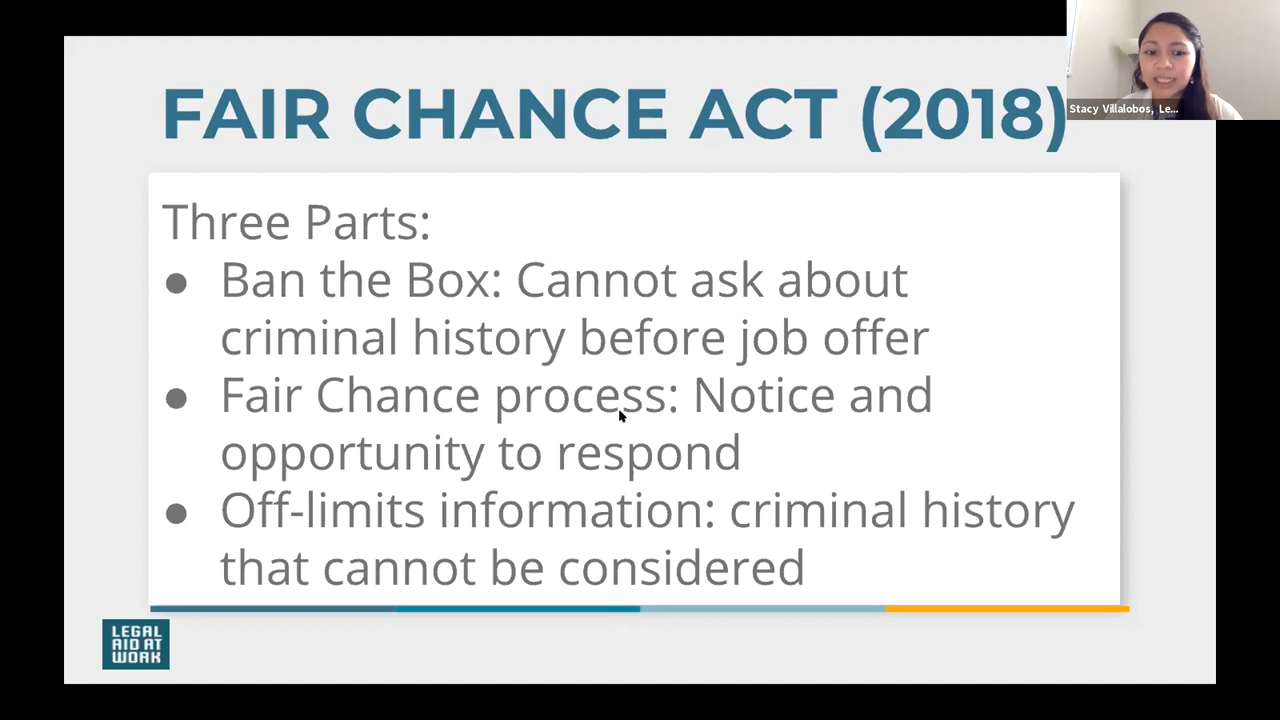 FAIR CHANCE ACT (2018)
Stacy Villalobos, Le...
Three Parts:
● Ban the Box: Cannot ask about
criminal history before job offer
● Fair Chance process: Notice and
opportunity to respond
● Off-limits information: criminal history
that cannot be considered
LEGAL
AID AT
WORK